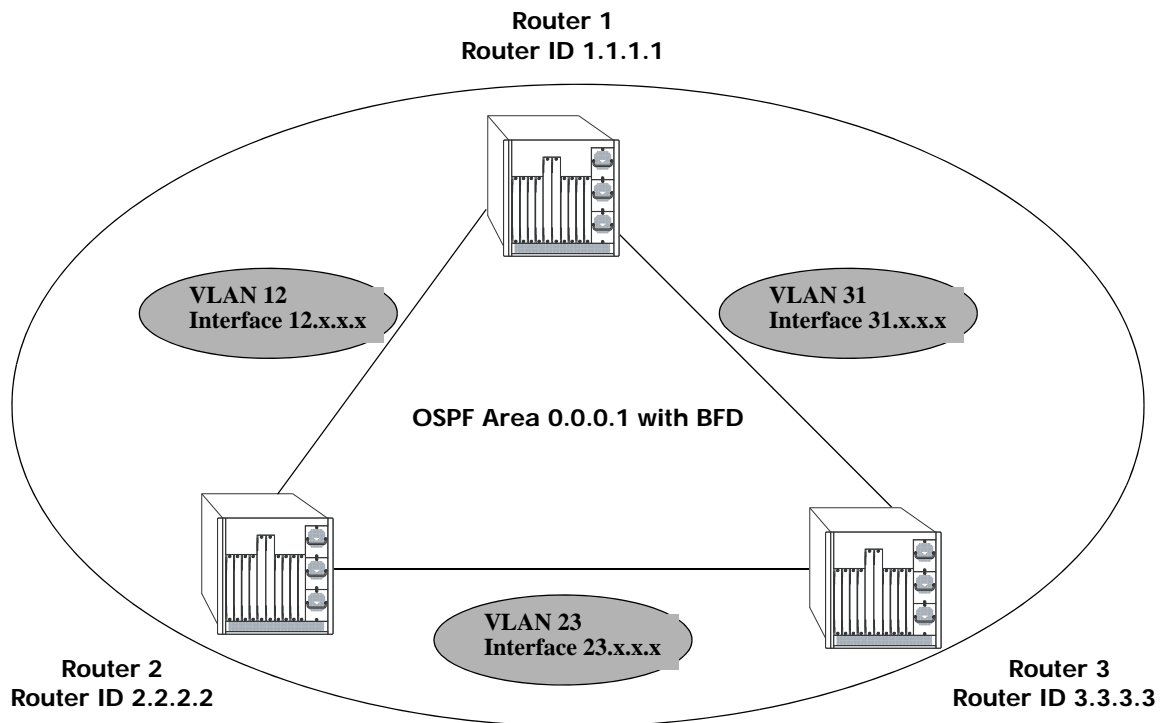 Router 1
Router ID 1.1.1.1
VLAN 12
Interface 12.x.x.x
VLAN 31
Interface 31.x.x.x
OSPF Area 0.0.0.1 with BFD
VLAN 23
Interface 23.x.x.x
Router 2
Router ID 2.2.2.2
Router 3
Router ID 3.3.3.3